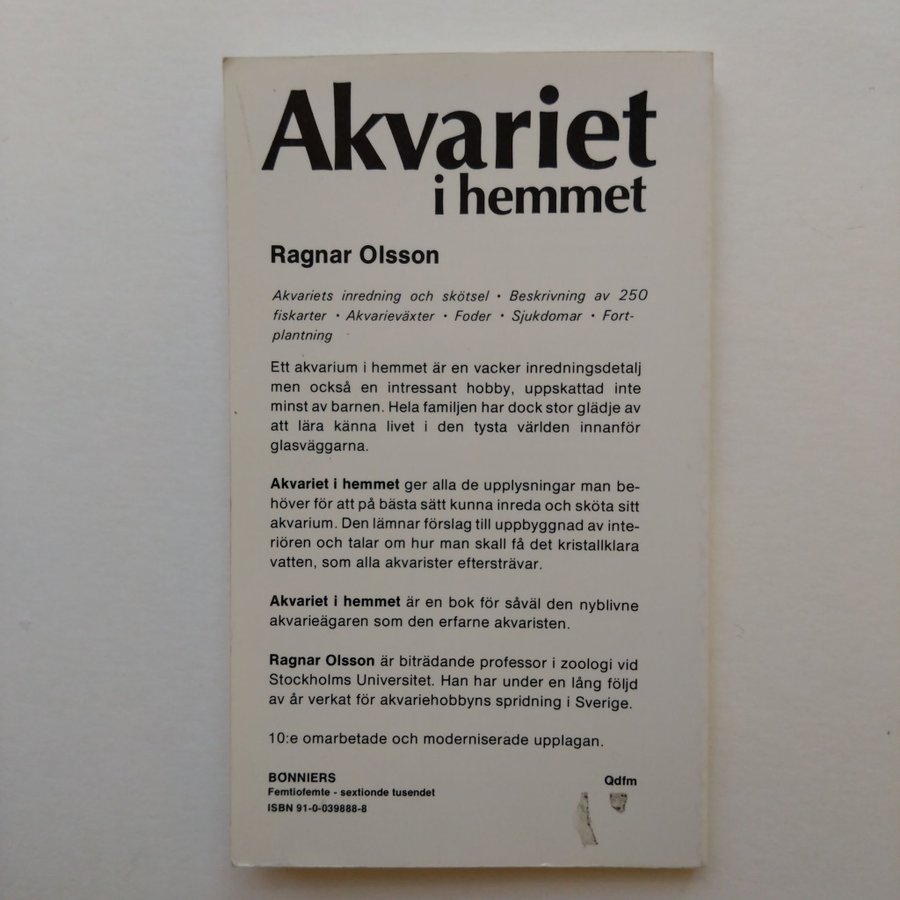 Akvariet
i hemmet
Ragnar Olsson
Akvariets inredning och skötsel • Beskrivning av 250
fiskarter • Akvarieväxter • Foder • Sjukdomar • Fort-
plantning
Ett akvarium i hemmet är en vacker inredningsdetalj
men också en intressant hobby, uppskattad inte
minst av barnen. Hela familjen har dock stor glädje av
att lära känna livet i den tysta världen innanför
glasväggarna.
Akvariet i hemmet ger alla de upplysningar man be-
höver för att på bästa sätt kunna inreda och sköta sitt
akvarium. Den lämnar förslag till uppbyggnad av inte-
riören och talar om hur man skall få det kristallklara
vatten, som alla akvarister eftersträvar.
Akvariet i hemmet är en bok för såväl den nyblivne
akvarieägaren som den erfarne akvaristen.
Ragnar Olsson är biträdande professor i zoologi vid
Stockholms Universitet. Han har under en lång följd
av år verkat för akvariehobbyns spridning i Sverige.
10:e omarbetade och moderniserade upplagan.
BONNIERS Qdfm
Femtiofemte - sextionde tusendet
ISBN 91-0-039888-8